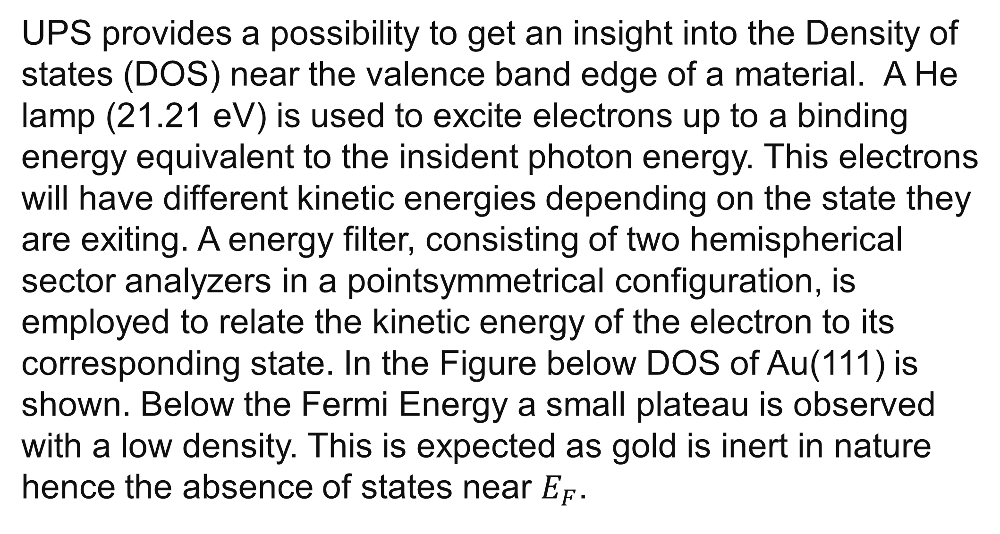 UPS provides a possibility to get an insight into the Density of
states (DOS) near the valence band edge of a material.  A He
lamp (21.21 eV) is used to excite electrons up to a binding
energy equivalent to the insident photon energy. This electrons
will have different kinetic energies depending on the state they
are exiting. A energy filter, consisting of two hemispherical
sector analyzers in a pointsymmetrical configuration, is
employed to relate the kinetic energy of the electron to its
corresponding state. In the Figure below DOS of Au(111) is
shown. Below the Fermi Energy a small plateau is observed
with a low density. This is expected as gold is inert in nature
hence the absence of states near E_F.